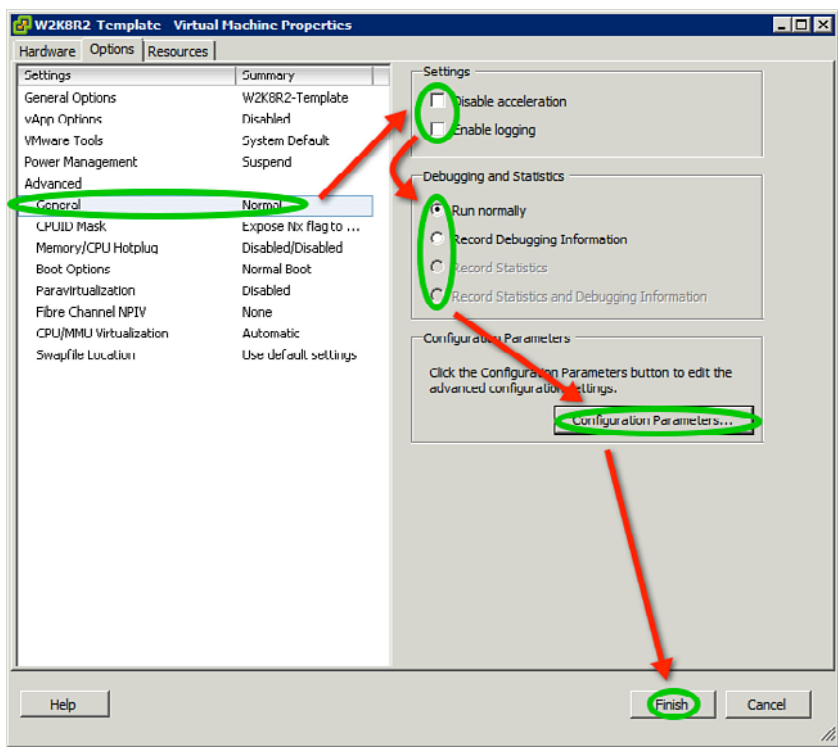 W2K8R2 Template Virtual Machine Properties
Hardware Options Resources
Settings Summary
General Options W2K8R2-Template
vApp Options Disabled
VMware Tools System Default
Power Management Suspend
Advanced
General Normal
CPUID Mask Expose Nx flag to ...
Memory/CPU Hotplug Disabled/Disabled
Boot Options Normal Boot
Paravirtualization Disabled
Fibre Channel NPIV None
CPU/MMU Virtualization Automatic
Swapfile Location Use default settings
Settings
Disable acceleration
Enable logging
Debugging and Statistics
Run normally
Record Debugging Information
Record Statistics
Record Statistics and Debugging Information
Configuration Parameters
Click the Configuration Parameters button to edit the
advanced configuration settings.
Configuration Parameters...
Help Finish Cancel